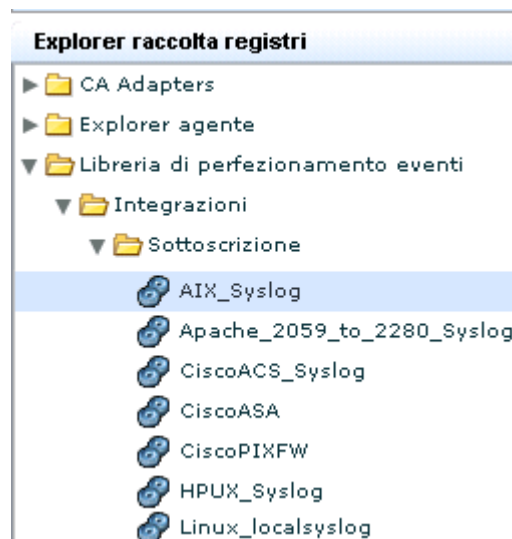 Explorer raccolta registri
CA Adapters
Explorer agente
Libreria di perfezionamento eventi
Integrazioni
Sottoscrizione
AIX_Syslog
Apache_2059_to_2280_Syslog
CiscoACS_Syslog
CiscoASA
CiscoPIXFW
HPUX_Syslog
Linux_localsyslog